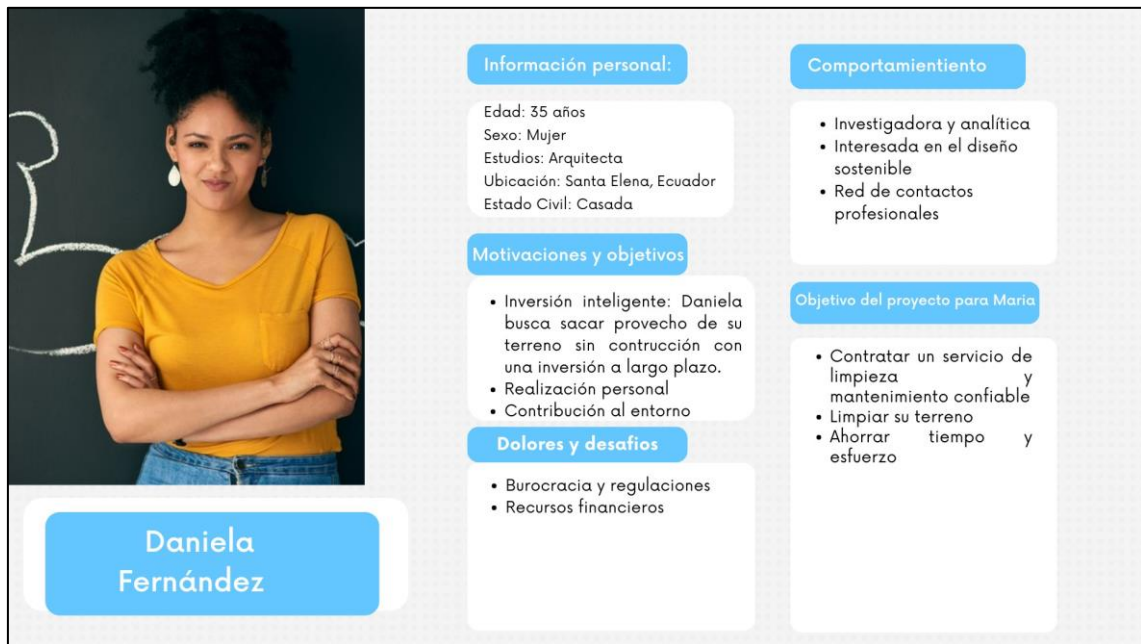 Información personal:
Edad: 35 años
Sexo: Mujer
Estudios: Arquitecta
Ubicación: Santa Elena, Ecuador
Estado Civil: Casada
Motivaciones y objetivos
• Inversión inteligente: Daniela
busca sacar provecho de su
terreno sin contrucción con
una inversión a largo plazo.
• Realización personal
• Contribución al entorno
Dolores y desafios
• Burocracia y regulaciones
• Recursos financieros
Comportamientiento
• Investigadora y analítica
• Interesada en el diseño
sostenible
• Red de contactos
profesionales
Objetivo del proyecto para Maria
• Contratar un servicio de
limpieza y
mantenimiento confiable
• Limpiar su terreno
• Ahorrar tiempo y
esfuerzo
Daniela
Fernández